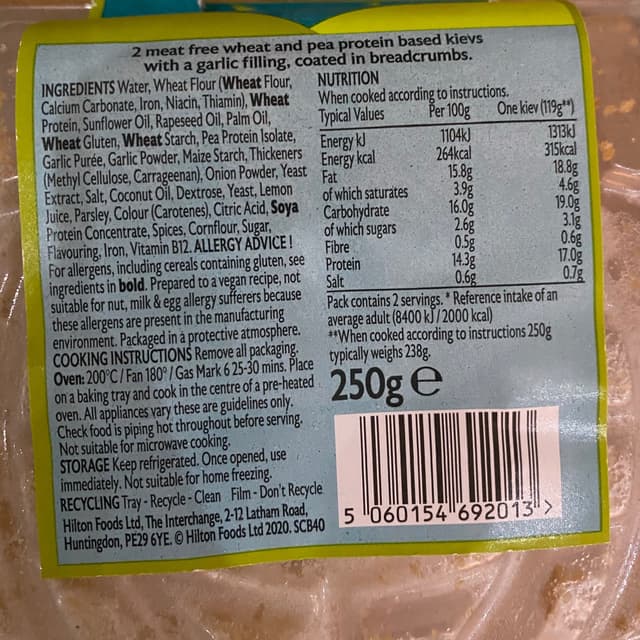 2 meat free wheat and pea protein based kievs
with a garlic filling, coated in breadcrumbs.
INGREDIENTS Water, Wheat Flour (Wheat Flour,
Calcium Carbonate, Iron, Niacin, Thiamin), Wheat
Protein, Sunflower Oil, Rapeseed Oil, Palm Oil,
Wheat Gluten, Wheat Starch, Pea Protein Isolate,
Garlic Purée, Garlic Powder, Maize Starch, Thickeners
(Methyl Cellulose, Carrageenan), Onion Powder, Yeast
Extract, Salt, Coconut Oil, Dextrose, Yeast, Lemon
Juice, Parsley, Colour (Carotenes), Citric Acid, Soya
Protein Concentrate, Spices, Cornflour, Sugar,
Flavouring, Iron, Vitamin B12. ALLERGY ADVICE !
For allergens, including cereals containing gluten, see
ingredients in bold. Prepared to a vegan recipe, not
suitable for nut, milk & egg allergy sufferers because
these allergens are present in the manufacturing
environment. Packaged in a protective atmosphere.
COOKING INSTRUCTIONS Remove all packaging.
Oven: 200°C / Fan 180° / Gas Mark 6 25-30 mins. Place
on a baking tray and cook in the centre of a pre-heated
oven. All appliances vary these are guidelines only.
Check food is piping hot throughout before serving.
Not suitable for microwave cooking.
STORAGE Keep refrigerated. Once opened, use
immediately. Not suitable for home freezing.
RECYCLING Tray - Recycle - Clean Film - Don't Recycle
Hilton Foods Ltd, The Interchange, 2-12 Latham Road,
Huntingdon, PE29 6YE. © Hilton Foods Ltd 2020. SCB40
NUTRITION
When cooked according to instructions.
Typical Values Per 100g One kiev (119g**)
Energy kJ 1104kJ 1313kJ
Energy kcal 264kcal 315kcal
Fat 15.8g 18.8g
of which saturates 3.9g 4.6g
Carbohydrate 16.0g 19.0g
of which sugars 2.6g 3.1g
Fibre 0.5g 0.6g
Protein 14.3g 17.0g
Salt 0.6g 0.7g
Pack contains 2 servings. * Reference intake of an
average adult (8400 kJ / 2000 kcal)
**When cooked according to instructions 250g
typically weighs 238g.
250g ℮
5 060154 692013 >